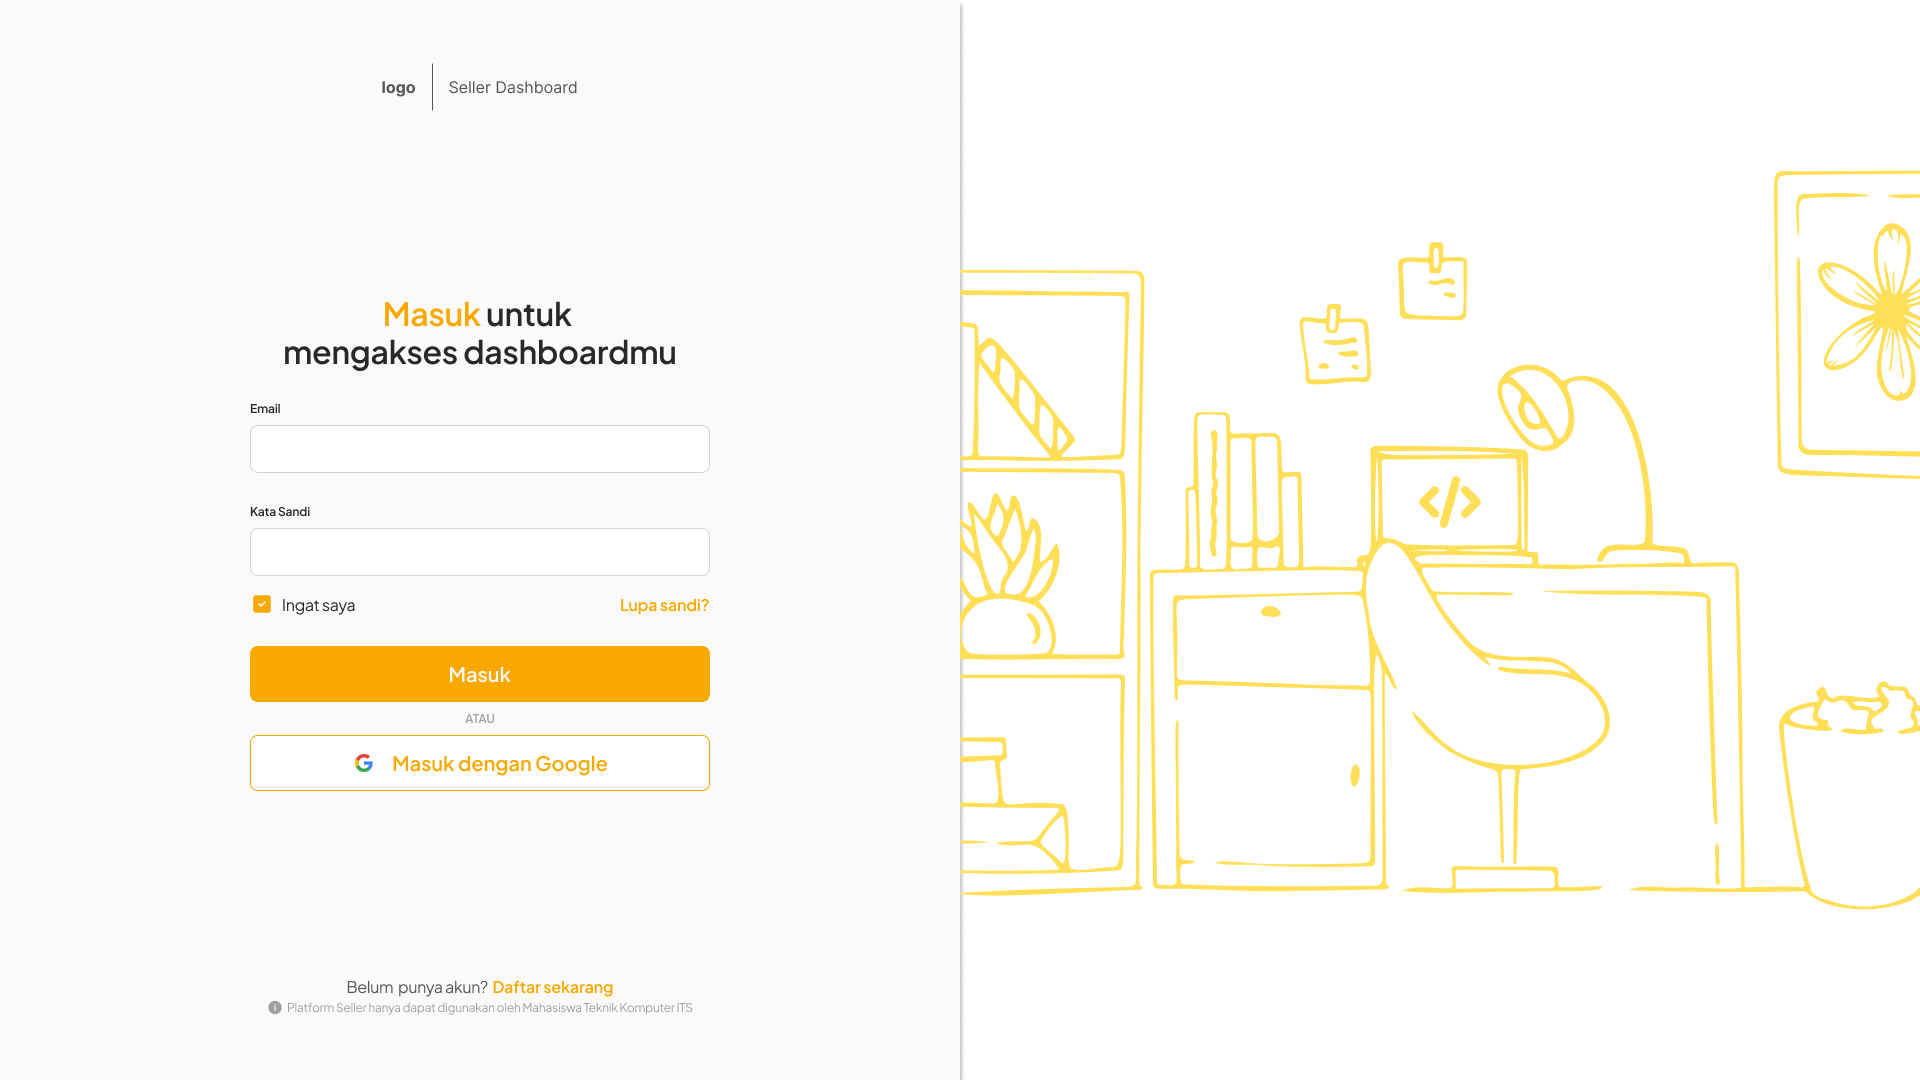 logo
Seller Dashboard
Masuk untuk
mengakses dashboardmu
Email
Kata Sandi
Ingat saya
Lupa sandi?
Masuk
ATAU
Masuk dengan Google
Belum punya akun? Daftar sekarang
Platform Seller hanya dapat digunakan oleh Mahasiswa Teknik Komputer ITS
</>